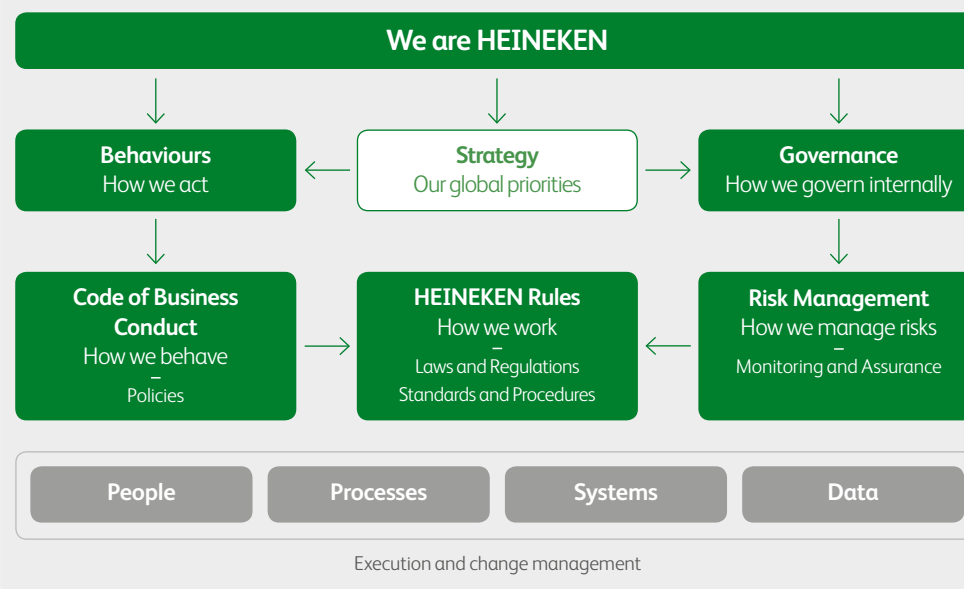 We are HEINEKEN
Behaviours
How we act
Strategy
Our global priorities
Governance
How we govern internally
Code of Business
Conduct
How we behave
–
Policies
HEINEKEN Rules
How we work
–
Laws and Regulations
Standards and Procedures
Risk Management
How we manage risks
–
Monitoring and Assurance
People
Processes
Systems
Data
Execution and change management